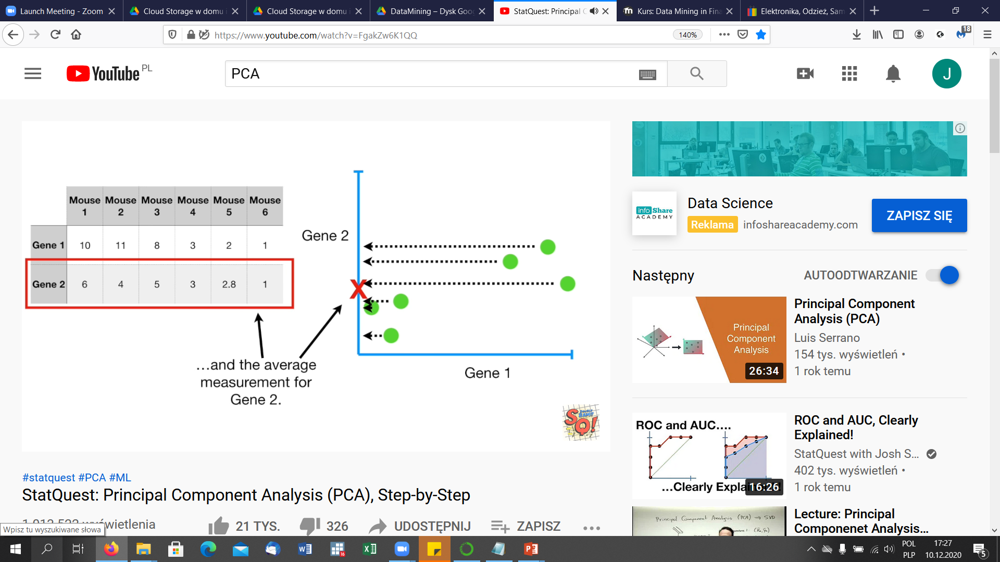 Launch Meeting - Zoom
Cloud Storage w domu i
Cloud Storage w domu i
DataMining – Dysk Goog
StatQuest: Principal C
Kurs: Data Mining in Fina
Elektronika, Odzież, Sam
https://www.youtube.com/watch?v=FgakZw6K1QQ
140%
18
YouTube PL
PCA
J
Mouse 1 Mouse 2 Mouse 3 Mouse 4 Mouse 5 Mouse 6
Gene 1 10 11 8 3 2 1
Gene 2 6 4 5 3 2.8 1
Gene 2
X
Gene 1
...and the average
measurement for
Gene 2.
SQ!
#statquest #PCA #ML
StatQuest: Principal Component Analysis (PCA), Step-by-Step
wyświetlenia
21 TYS.
326
UDOSTĘPNIJ
ZAPISZ
Wpisz tu wyszukiwane słowa
info Share
ACADEMY
Data Science
Reklama infoshareacademy.com
ZAPISZ SIĘ
Następny
AUTOODTWARZANIE
Principal
Component
Analysis
26:34
Principal Component
Analysis (PCA)
Luis Serrano
154 tys. wyświetleń •
1 rok temu
ROC and AUC....
...Clearly Explain
16:26
ROC and AUC, Clearly
Explained!
StatQuest with Josh S...
402 tys. wyświetleń •
1 rok temu
Principal Component Analysis (PCA) → SVD
Lecture: Principal
Componenet Analysis...
16
POL
PLP
17:27
10.12.2020
5